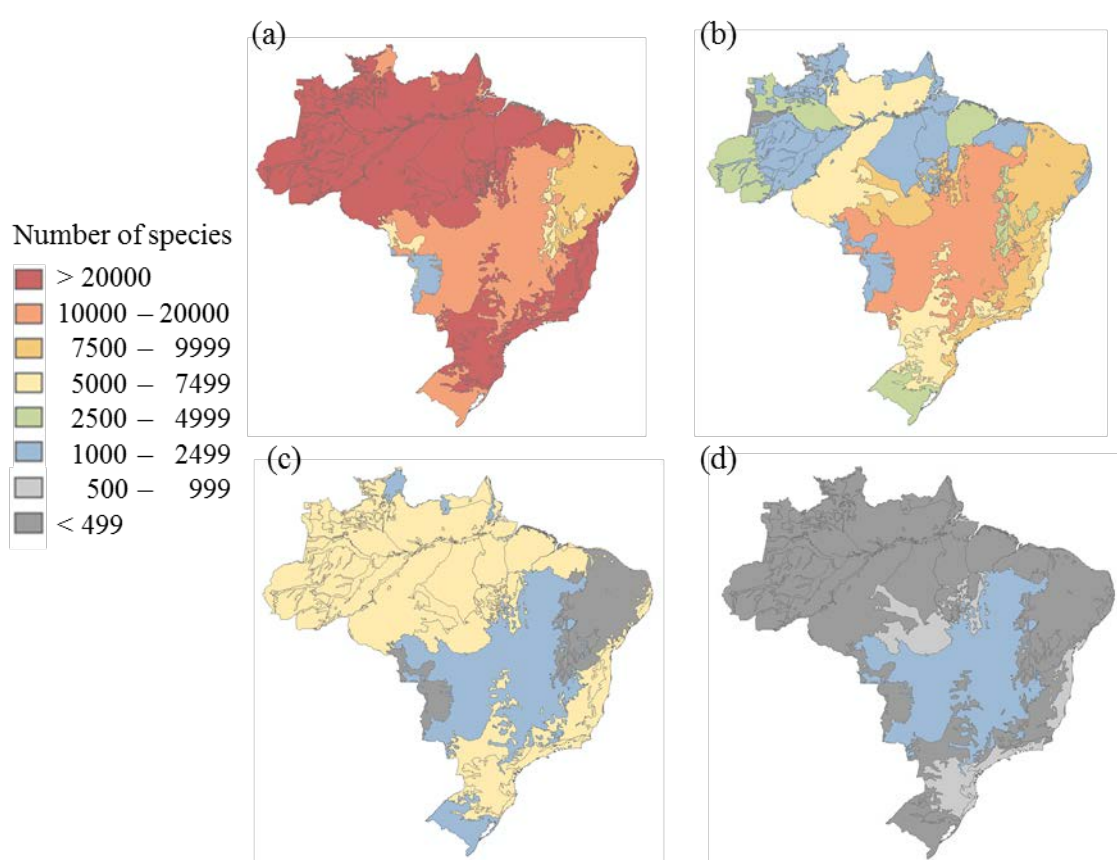 (a)
(b)
Number of species
> 20000
10000 – 20000
7500 – 9999
5000 – 7499
2500 – 4999
1000 – 2499
500 – 999
< 499
(c)
(d)